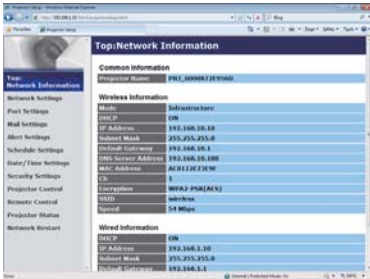 Top:Network Information
Top:
Network Information
Network Settings
Port Settings
Mail Settings
Alert Settings
Schedule Settings
Date/Time Settings
Security Settings
Projector Control
Remote Control
Projector Status
Network Restart
Common Information
Projector Name
Wireless Information
Mode Infrastructure
DHCP ON
IP Address 192.168.10.10
Subnet Mask 255.255.255.0
Default Gateway 192.168.10.1
DNS Server Address 192.168.10.100
MAC Address
Ch 1
Encryption WPA2-PSK(AES)
SSID wireless
Speed 54 Mbps
Wired Information
DHCP ON
IP Address 192.168.1.10
Subnet Mask 255.255.255.0
Default Gateway 192.168.1.1